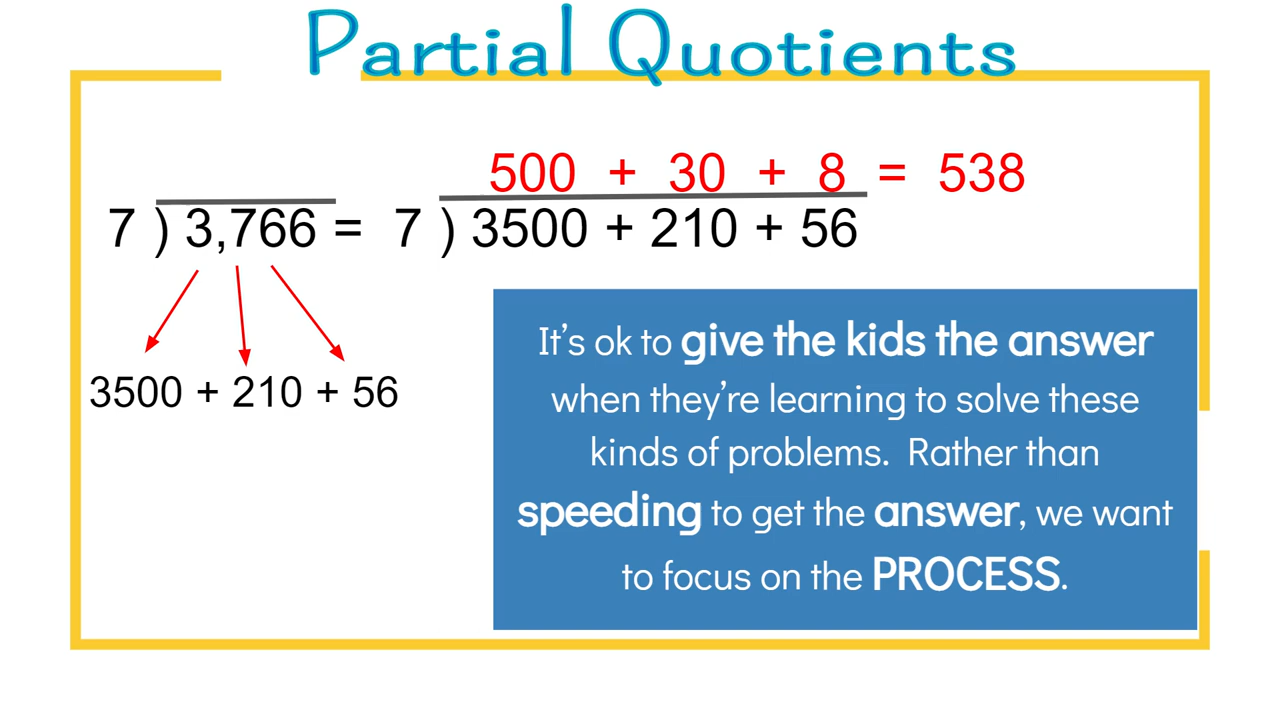 Partial Quotients
500 + 30 + 8 = 538
7 ) 3,766 = 7 ) 3500 + 210 + 56
3500 + 210 + 56
It's ok to give the kids the answer
when they're learning to solve these
kinds of problems. Rather than
speeding to get the answer, we want
to focus on the PROCESS.